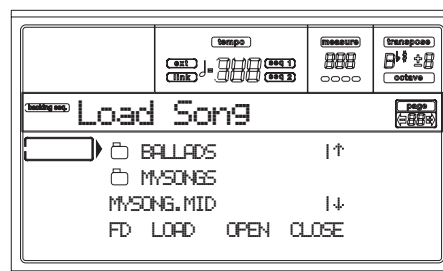 tempo
measure
transpose
ext
link
seq 1
seq 2
octave
backing seq.
Load Song
page
BALLADS
MYSONGS
MYSONG.MID
FD LOAD OPEN CLOSE